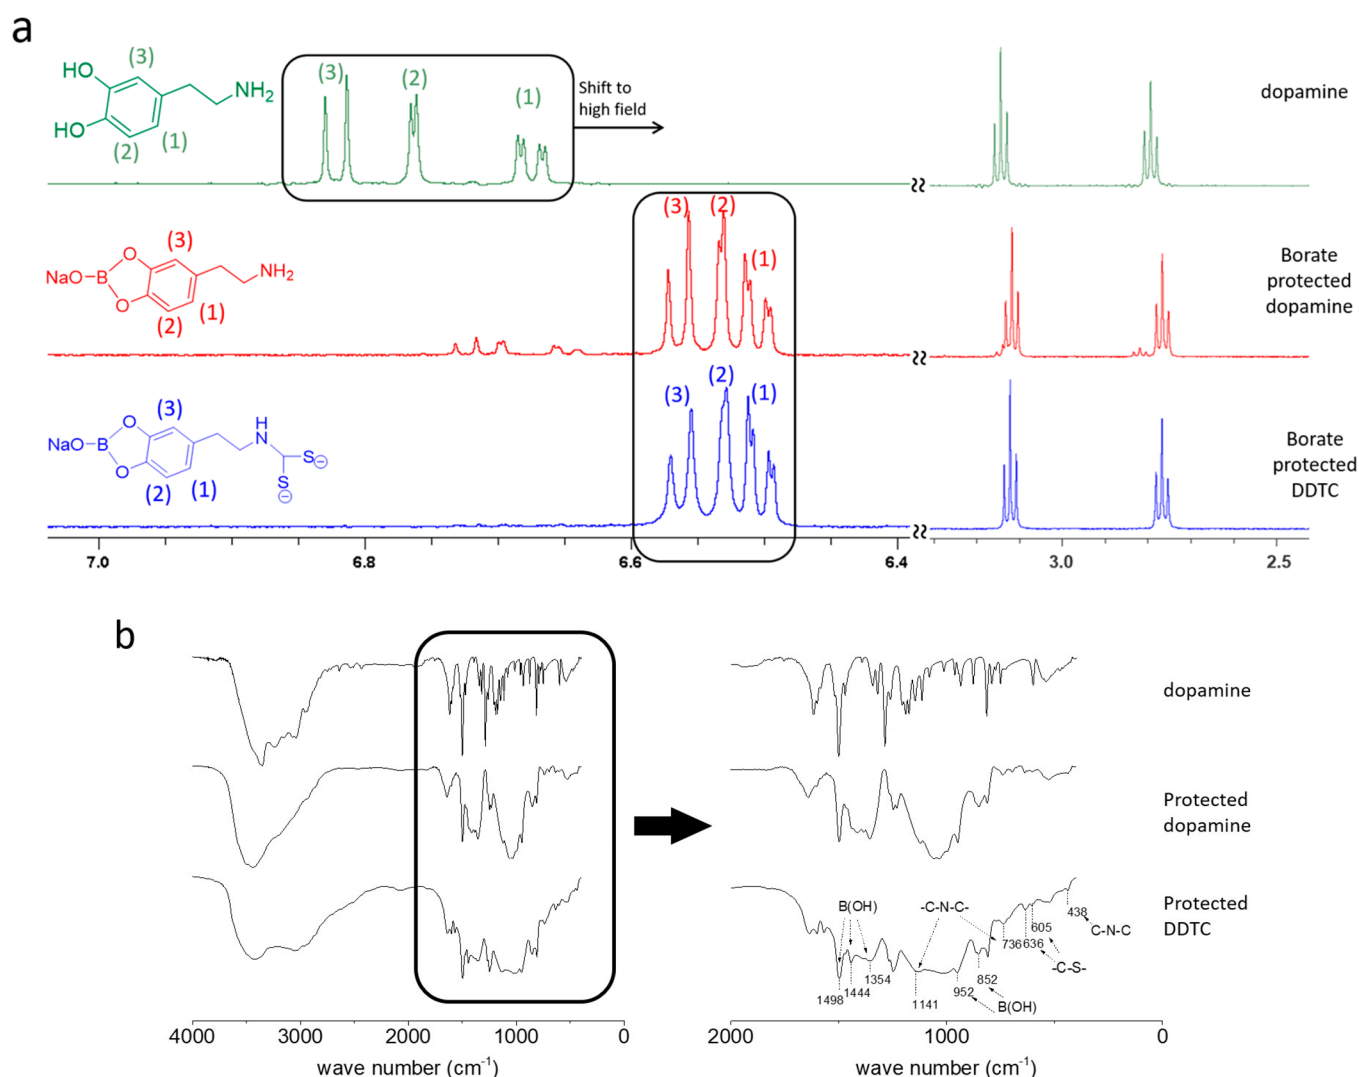 a
(3)
HO
NH2
HO
(2)
(1)
(3)
(2)
(1)
Shift to
high field
dopamine
(3)
NaO-B
O
O
NH2
(2)
(1)
(3)
(2)
(1)
Borate
protected
dopamine
(3)
NaO-B
O
O
H
N
S⊖
S
⊖
(2)
(1)
(3)
(2)
(1)
Borate
protected
DDTC
7.0
6.8
6.6
6.4
3.0
2.5
b
dopamine
Protected
dopamine
Protected
DDTC
B(OH)
-C-N-C-
1498
1444
1354
1141
952
852
B(OH)
736
636
605
-C-S-
438
C-N-C
4000
3000
2000
1000
0
wave number (cm-1)
2000
1000
0
wave number (cm-1)